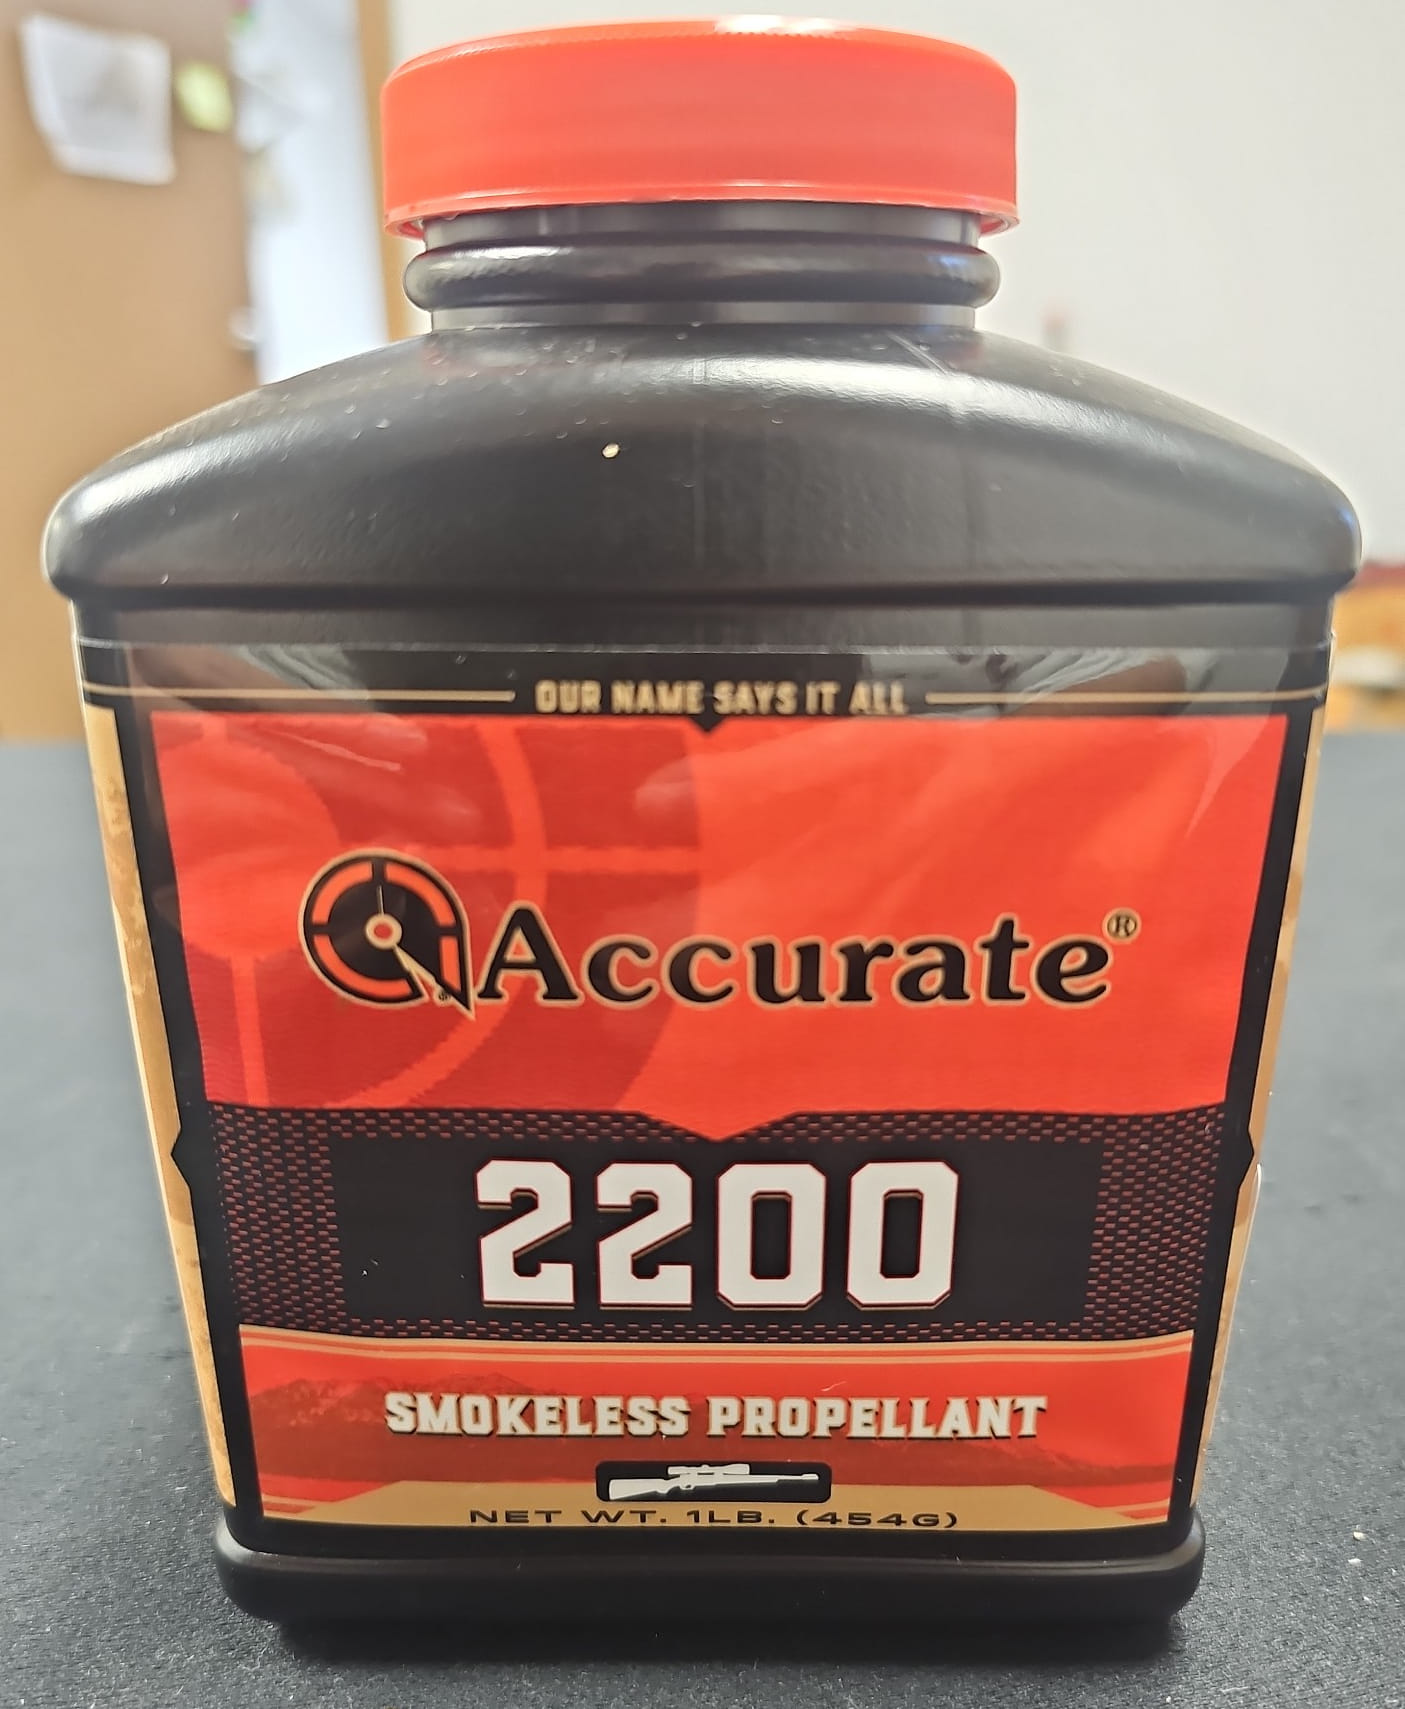 OUR NAME SAYS IT ALL
Accurate®
2200
SMOKELESS PROPELLANT
NET WT. 1LB. (454G)